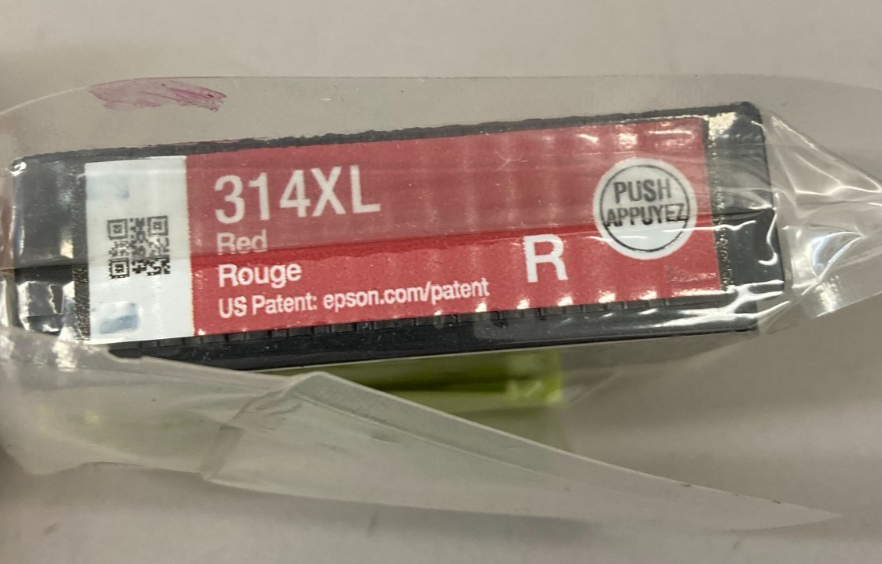 314XL
Red
Rouge
US Patent: epson.com/patent
R
PUSH
APPUYEZ